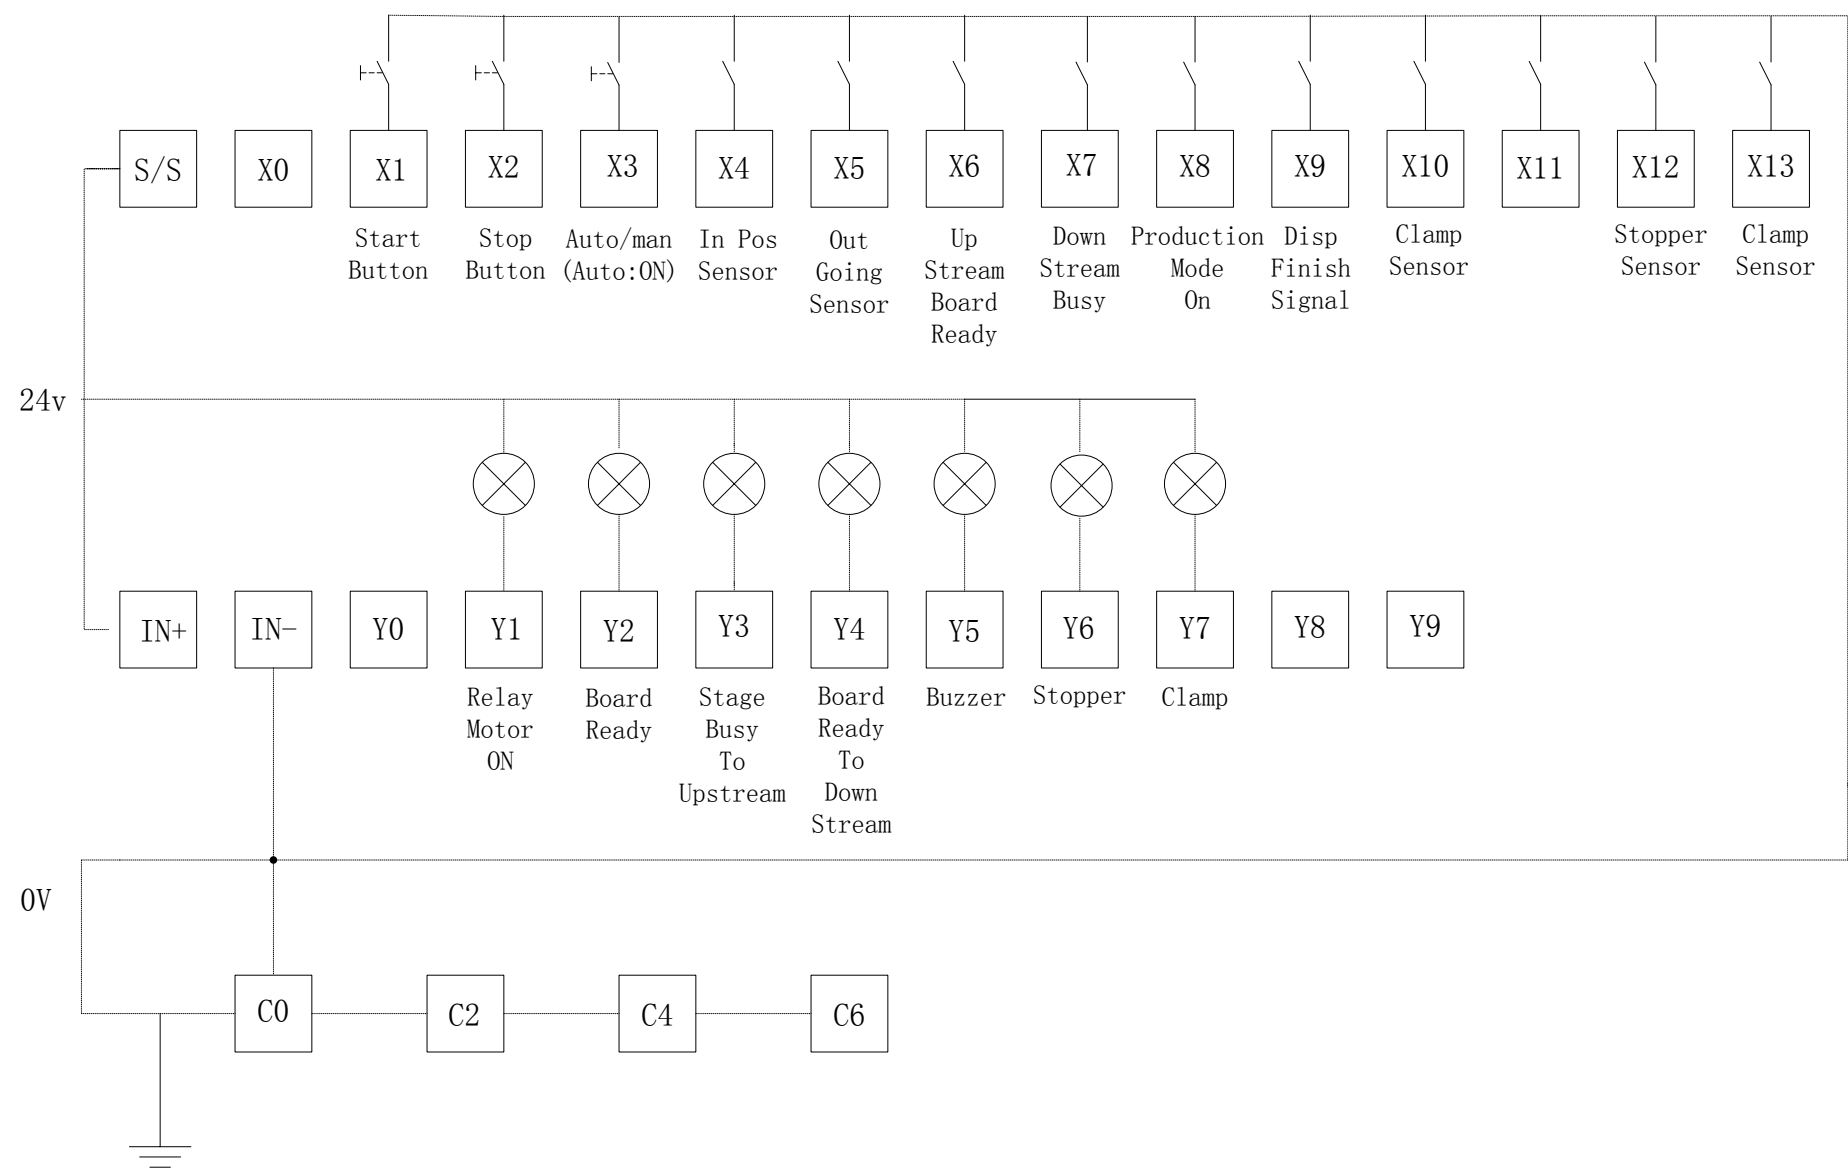 S/S X0 X1 X2 X3 X4 X5 X6 X7 X8 X9 X10 X11 X12 X13
Start
Button
Stop
Button
Auto/man
(Auto:ON)
In Pos
Sensor
Out
Going
Sensor
Up
Stream
Board
Ready
Down
Stream
Busy
Production
Mode
On
Disp
Finish
Signal
Clamp
Sensor
Stopper
Sensor
Clamp
Sensor
24v
IN+ IN- Y0 Y1 Y2 Y3 Y4 Y5 Y6 Y7 Y8 Y9
Relay
Motor
ON
Board
Ready
Stage
Busy
To
Upstream
Board
Ready
To
Down
Stream
Buzzer
Stopper
Clamp
0V
C0 C2 C4 C6